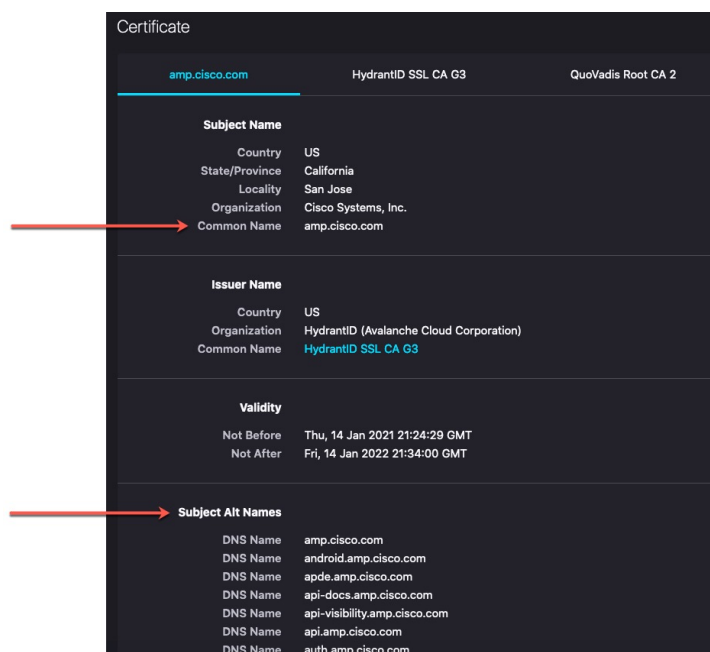 Certificate
amp.cisco.com HydrantID SSL CA G3 QuoVadis Root CA 2
Subject Name
Country US
State/Province California
Locality San Jose
Organization Cisco Systems, Inc.
Common Name amp.cisco.com
Issuer Name
Country US
Organization HydrantID (Avalanche Cloud Corporation)
Common Name HydrantID SSL CA G3
Validity
Not Before Thu, 14 Jan 2021 21:24:29 GMT
Not After Fri, 14 Jan 2022 21:34:00 GMT
Subject Alt Names
DNS Name amp.cisco.com
DNS Name android.amp.cisco.com
DNS Name apde.amp.cisco.com
DNS Name api-docs.amp.cisco.com
DNS Name api-visibility.amp.cisco.com
DNS Name api.amp.cisco.com
DNS Name auth.amp.cisco.com